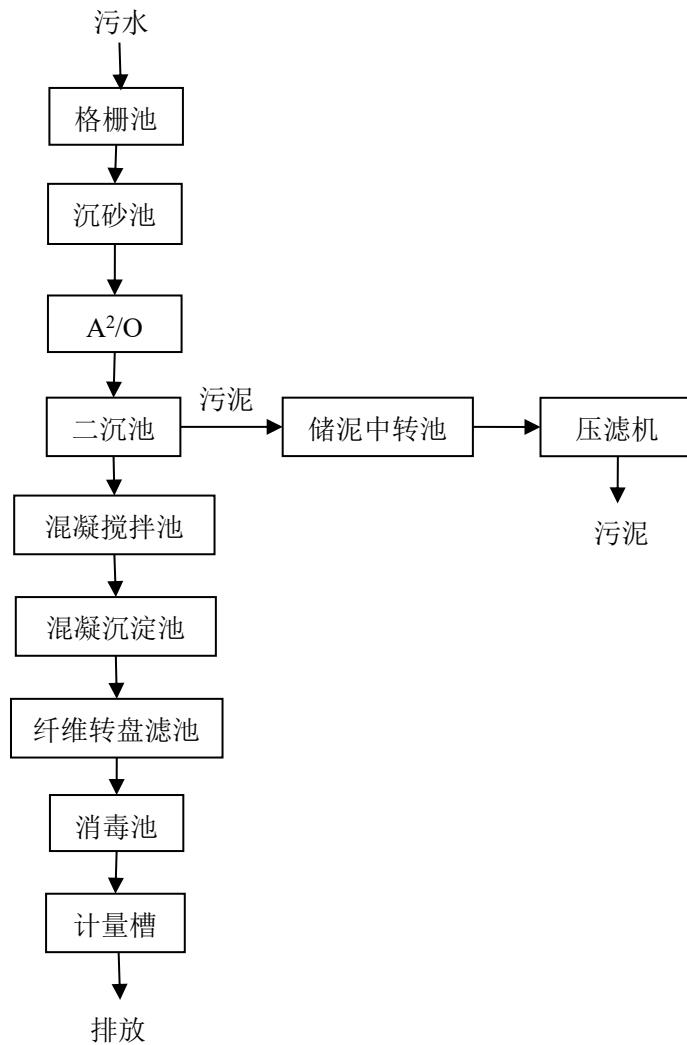 污水
格栅池
沉砂池
A²/O
二沉池
污泥
储泥中转池
压滤机
污泥
混凝搅拌池
混凝沉淀池
纤维转盘滤池
消毒池
计量槽
排放